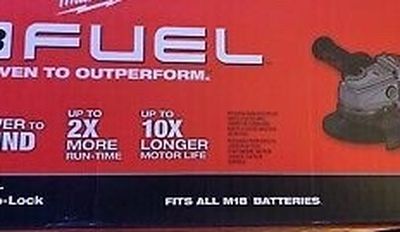 FUEL
VEN TO OUTPERFORM.
VER TO
ND
UP TO
2X
MORE
RUN-TIME
UP TO
10X
LONGER
MOTOR LIFE
-Lock
FITS ALL M18 BATTERIES